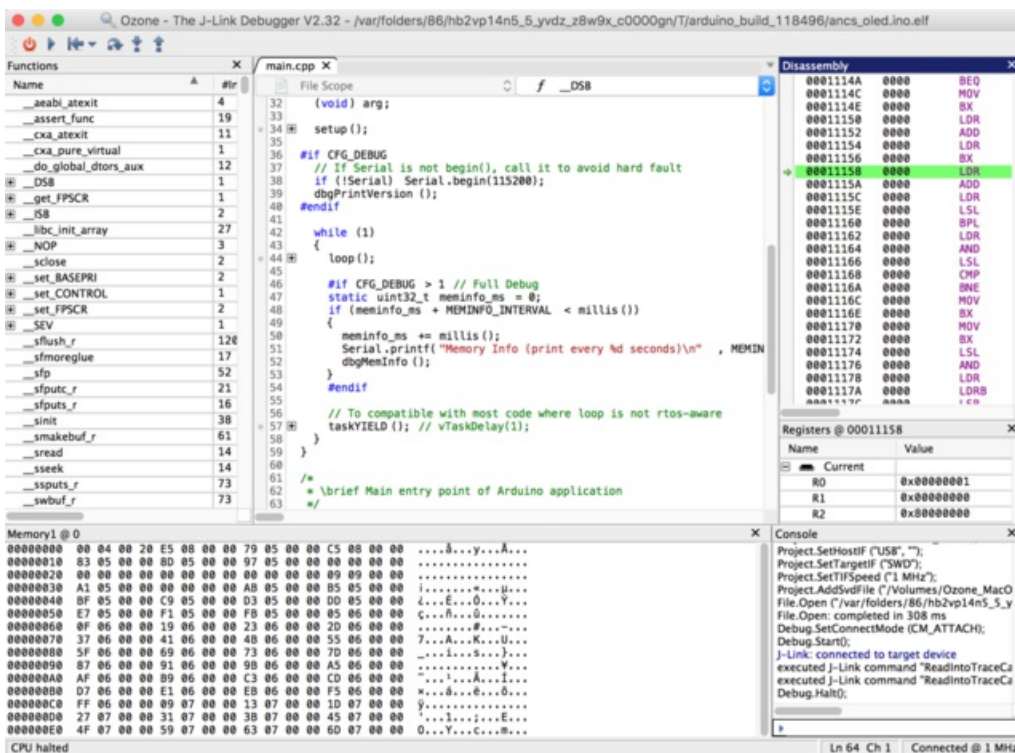 Ozone - The J-Link Debugger V2.32 - /var/folders/86/hb2vp14n5_5_yvdz_z8w9x_c0000gn/T/arduino_build_118496/ancs_oled.ino.elf
Functions
Name #Ir
__aeabi_atexit 4
__assert_func 19
__cxa_atexit 11
__cxa_pure_virtual 1
__do_global_dtors_aux 12
__DSB 1
__get_FPSCR 1
__ISB 2
__libc_init_array 27
__NOP 3
__sclose 2
__set_BASEPRI 2
__set_CONTROL 1
__set_FPSCR 2
__SEV 1
__sflush_r 120
__sfmoreglue 17
__sfp 52
__sfputc_r 21
__sfputs_r 16
__sinit 38
__smakebuf_r 61
__sread 14
__sseek 14
__ssputs_r 73
__swbuf_r 73
main.cpp
File Scope f __DSB
32 (void) arg;
33
34 setup();
35
36 #if CFG_DEBUG
37 // If Serial is not begin(), call it to avoid hard fault
38 if (!Serial) Serial.begin(115200);
39 dbgPrintVersion ();
40 #endif
41
42 while (1)
43 {
44 loop();
45
46 #if CFG_DEBUG > 1 // Full Debug
47 static uint32_t meminfo_ms = 0;
48 if (meminfo_ms + MEMINFO_INTERVAL < millis())
49 {
50 meminfo_ms += millis();
51 Serial.printf("Memory Info (print every %d seconds)\n" , MEMIN
52 dbgMemInfo ();
53 }
54 #endif
55
56 // To compatible with most code where loop is not rtos-aware
57 taskYIELD (); // vTaskDelay(1);
58 }
59 }
60
61 /*
62 * \brief Main entry point of Arduino application
63 */
Disassembly
0001114A 0000 BEQ
0001114C 0000 MOV
0001114E 0000 BX
00011150 0000 LDR
00011152 0000 ADD
00011154 0000 LDR
00011156 0000 BX
00011158 0000 LDR
0001115A 0000 ADD
0001115C 0000 LDR
0001115E 0000 LSL
00011160 0000 BPL
00011162 0000 LDR
00011164 0000 AND
00011166 0000 LSL
00011168 0000 CMP
0001116A 0000 BNE
0001116C 0000 MOV
0001116E 0000 BX
00011170 0000 MOV
00011172 0000 BX
00011174 0000 LSL
00011176 0000 AND
00011178 0000 LDR
0001117A 0000 LDRB
Registers @ 00011158
Name Value
Current
R0 0x00000001
R1 0x00000000
R2 0x80000000
Memory1 @ 0
00000000 00 04 00 20 E5 08 00 00 79 05 00 00 C5 08 00 00
00000010 83 05 00 00 8D 05 00 00 97 05 00 00 00 00 00 00
00000020 00 00 00 00 00 00 00 00 00 00 00 00 09 09 00 00
00000030 A1 05 00 00 00 00 00 00 AB 05 00 00 B5 05 00 00
00000040 BF 05 00 00 C9 05 00 00 D3 05 00 00 DD 05 00 00
00000050 E7 05 00 00 F1 05 00 00 FB 05 00 00 05 06 00 00
00000060 0F 06 00 00 19 06 00 00 23 06 00 00 2D 06 00 00
00000070 37 06 00 00 41 06 00 00 4B 06 00 00 55 06 00 00
00000080 5F 06 00 00 69 06 00 00 73 06 00 00 7D 06 00 00
00000090 87 06 00 00 91 06 00 00 9B 06 00 00 A5 06 00 00
000000A0 AF 06 00 00 B9 06 00 00 C3 06 00 00 CD 06 00 00
000000B0 D7 06 00 00 E1 06 00 00 EB 06 00 00 F5 06 00 00
000000C0 FF 06 00 00 09 07 00 00 13 07 00 00 1D 07 00 00
000000D0 27 07 00 00 31 07 00 00 3B 07 00 00 45 07 00 00
000000E0 4F 07 00 00 59 07 00 00 63 07 00 00 6D 07 00 00
Console
Project.SetHostIF ("USB", "");
Project.SetTargetIF ("SWD");
Project.SetTIFSpeed ("1 MHz");
Project.AddSvdFile ("/Volumes/Ozone_MacO
File.Open ("/var/folders/86/hb2vp14n5_5_y
File.Open: completed in 308 ms
Debug.SetConnectMode (CM_ATTACH);
Debug.Start();
J-Link: connected to target device
executed J-Link command "ReadIntoTraceCa
executed J-Link command "ReadIntoTraceCa
Debug.Halt();
CPU halted
Ln 64 Ch 1 Connected @ 1 MHz